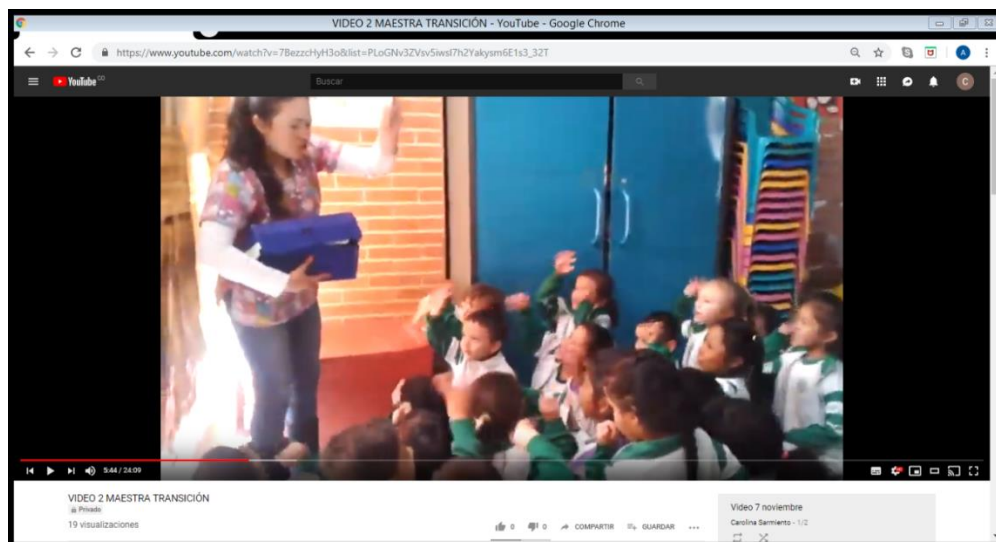 VIDEO 2 MAESTRA TRANSICIÓN - YouTube - Google Chrome
https://www.youtube.com/watch?v=7BezzcHyH3o&list=PLoGNv3ZVsv5iwsl7h2Yakysm6E1s3_32T
A
YouTube CO
Buscar
C
5:44 / 24:09
VIDEO 2 MAESTRA TRANSICIÓN
Privado
19 visualizaciones
0 0 COMPARTIR GUARDAR
Video 7 noviembre
Carolina Sarmiento - 1/2